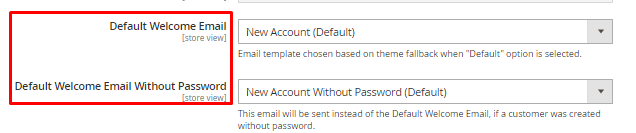 Default Welcome Email
[store view]
New Account (Default)
Email template chosen based on theme fallback when "Default" option is selected.
Default Welcome Email Without Password
[store view]
New Account Without Password (Default)
This email will be sent instead of the Default Welcome Email, if a customer was created
without password.